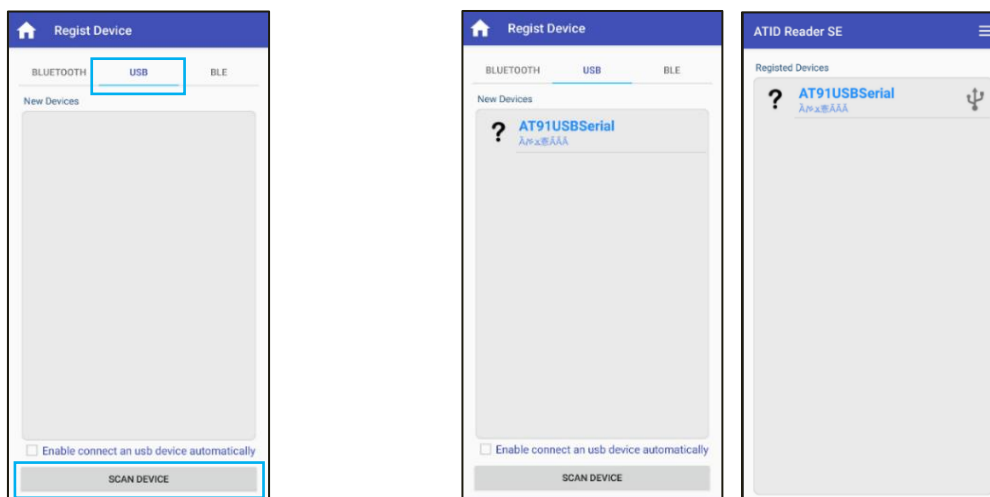 Regist Device
BLUETOOTH USB BLE
New Devices
Enable connect an usb device automatically
SCAN DEVICE
Regist Device
BLUETOOTH USB BLE
New Devices
? AT91USBSerial
Enable connect an usb device automatically
SCAN DEVICE
ATID Reader SE
Registed Devices
? AT91USBSerial